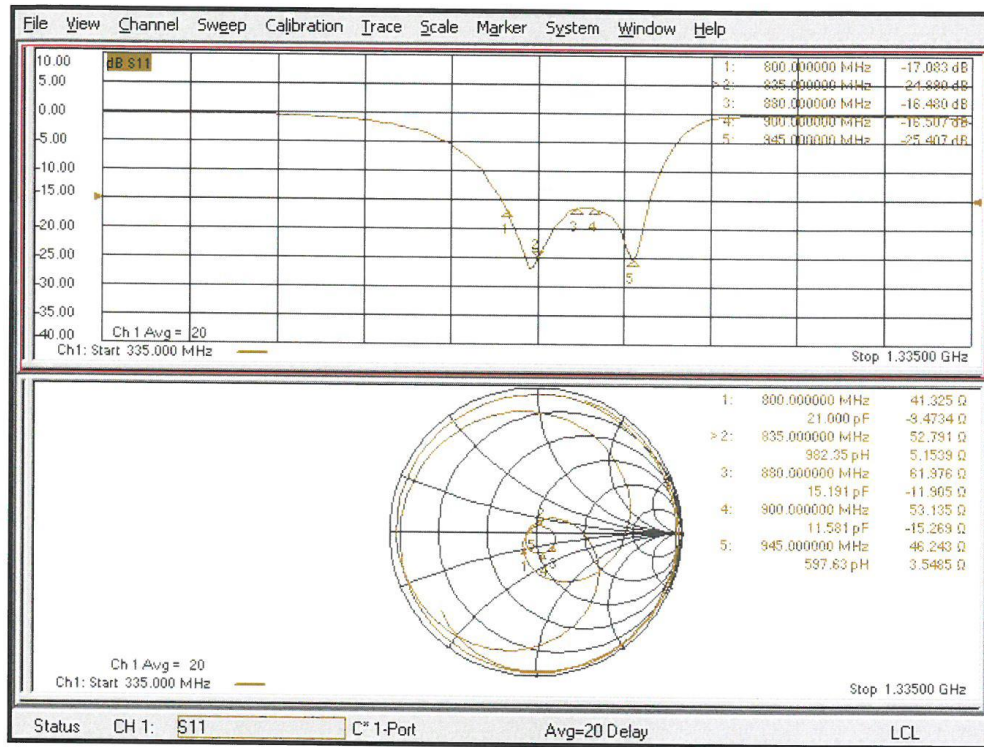 File View Channel Sweep Calibration Trace Scale Marker System Window Help
dB S11
10.00
5.00
0.00
-5.00
-10.00
-15.00
-20.00
-25.00
-30.00
-35.00
-40.00
1: 800.000000 MHz -17.083 dB
>2: 835.000000 MHz -24.880 dB
3: 880.000000 MHz -16.480 dB
4: 900.000000 MHz -16.507 dB
5: 945.000000 MHz -25.407 dB
1
2
3
4
5
Ch 1 Avg = 20
Ch1: Start 335.000 MHz
Stop 1.33500 GHz
1: 800.000000 MHz 41.325 Ω
21.000 pF -9.4734 Ω
>2: 835.000000 MHz 52.791 Ω
982.35 pH 5.1539 Ω
3: 880.000000 MHz 61.976 Ω
15.191 pF -11.905 Ω
4: 900.000000 MHz 53.135 Ω
11.581 pF -15.269 Ω
5: 945.000000 MHz 46.243 Ω
597.63 pH 3.5485 Ω
5
1
4
3
Ch 1 Avg = 20
Ch1: Start 335.000 MHz
Stop 1.33500 GHz
Status CH 1: S11 C* 1-Port Avg=20 Delay LCL